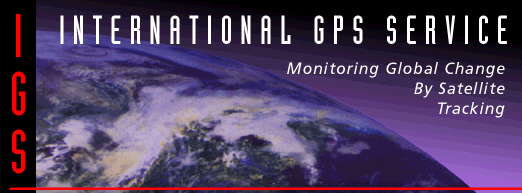 IGS
INTERNATIONAL GPS SERVICE
Monitoring Global Change
By Satellite
Tracking